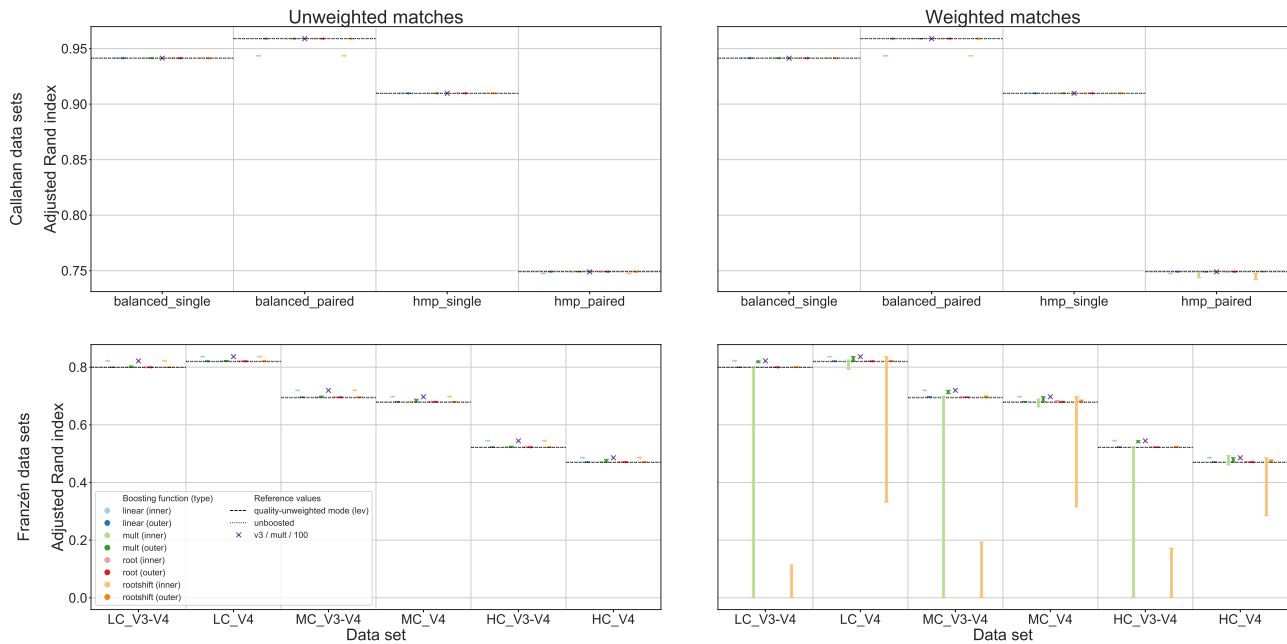 Unweighted matches
Weighted matches
Callahan data sets
Adjusted Rand index
0.95
0.90
0.85
0.80
0.75
balanced_single
balanced_paired
hmp_single
hmp_paired
balanced_single
balanced_paired
hmp_single
hmp_paired
Franzén data sets
Adjusted Rand index
0.8
0.6
0.4
0.2
0.0
Boosting function (type)
linear (inner)
linear (outer)
mult (inner)
mult (outer)
root (inner)
root (outer)
rootshift (inner)
rootshift (outer)
Reference values
quality-unweighted mode (lev)
unboosted
v3 / mult / 100
LC_V3-V4
LC_V4
MC_V3-V4
MC_V4
HC_V3-V4
HC_V4
Data set
LC_V3-V4
LC_V4
MC_V3-V4
MC_V4
HC_V3-V4
HC_V4
Data set